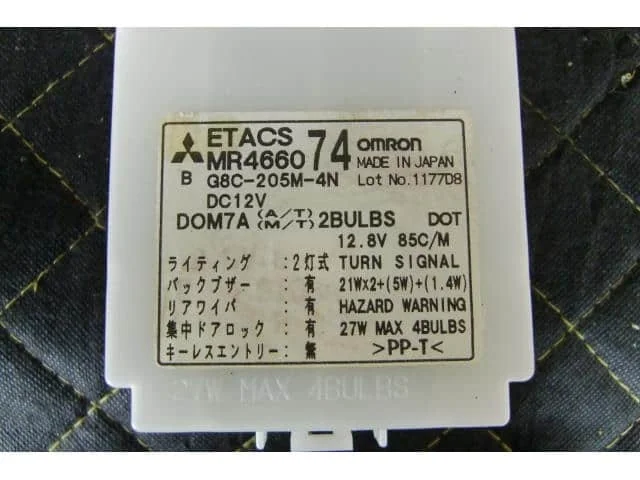 ETACS 74 omron
MR4660 MADE IN JAPAN
B G8C-205M-4N Lot No.1177D8
DC12V
DOM7A (A/T) (M/T) 2BULBS DOT
12.8V 85C/M
ライティング :2灯式 TURN SIGNAL
バックブザー : 有 21W×2+(5W)+(1.4W)
リアワイパ : 有 HAZARD WARNING
集中ドアロック : 有 27W MAX 4BULBS
キーレスエントリー: 無 >PP-T<
27W MAX 4BULBS